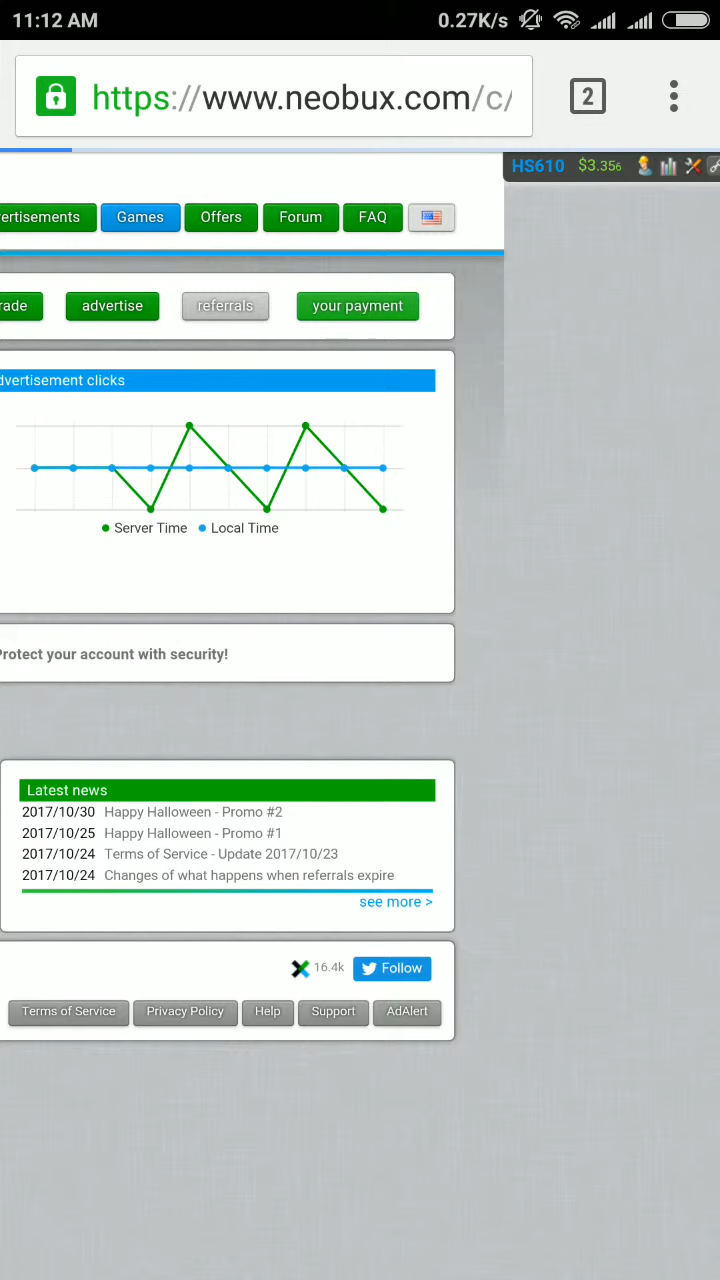 11:12 AM 0.27K/s
https://www.neobux.com/c/ 2
HS610 $3.356
ertisements Games Offers Forum FAQ
rade advertise referrals your payment
dvertisement clicks
Server Time Local Time
Protect your account with security!
Latest news
2017/10/30 Happy Halloween - Promo #2
2017/10/25 Happy Halloween - Promo #1
2017/10/24 Terms of Service - Update 2017/10/23
2017/10/24 Changes of what happens when referrals expire
see more >
16.4k Follow
Terms of Service Privacy Policy Help Support AdAlert